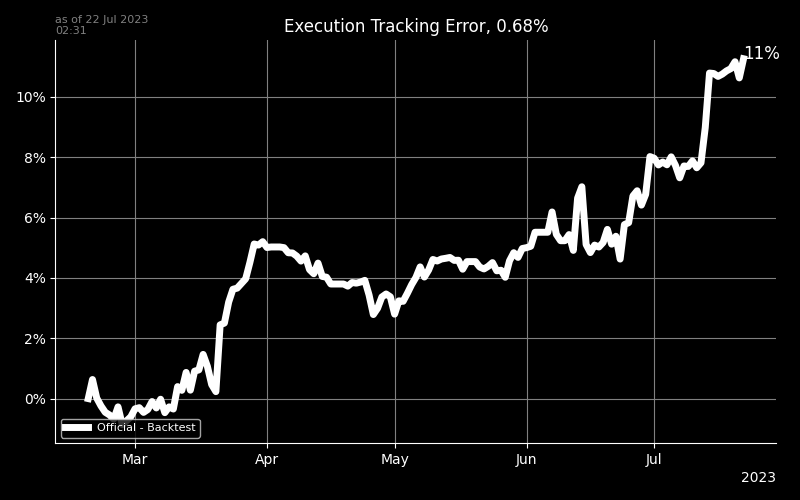 as of 22 Jul 2023
02:31
Execution Tracking Error, 0.68%
11%
10%
8%
6%
4%
2%
0%
Official - Backtest
Mar Apr May Jun Jul
2023